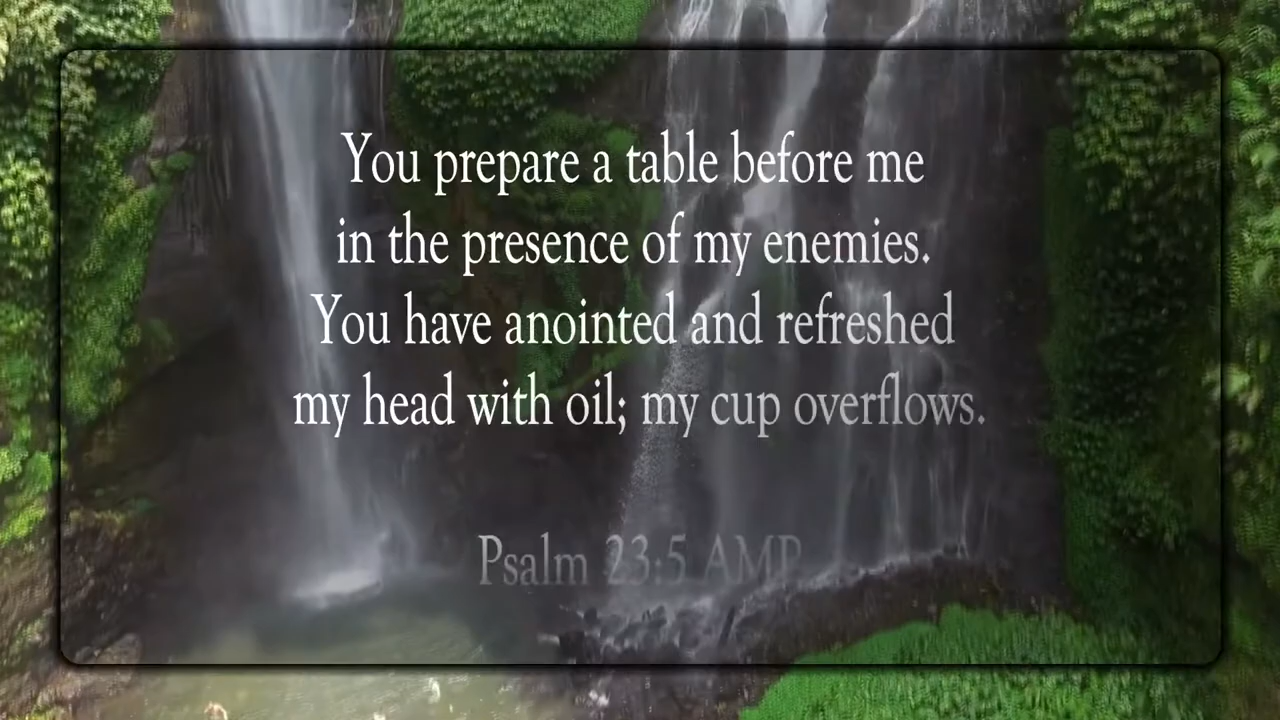 You prepare a table before me
in the presence of my enemies.
You have anointed and refreshed
my head with oil; my cup overflows.
Psalm 23:5 AMP